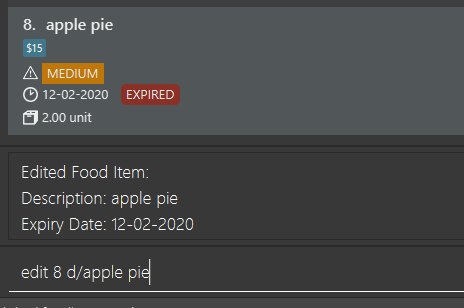 8. apple pie
$15
MEDIUM
12-02-2020 EXPIRED
2.00 unit
Edited Food Item:
Description: apple pie
Expiry Date: 12-02-2020
edit 8 d/apple pie